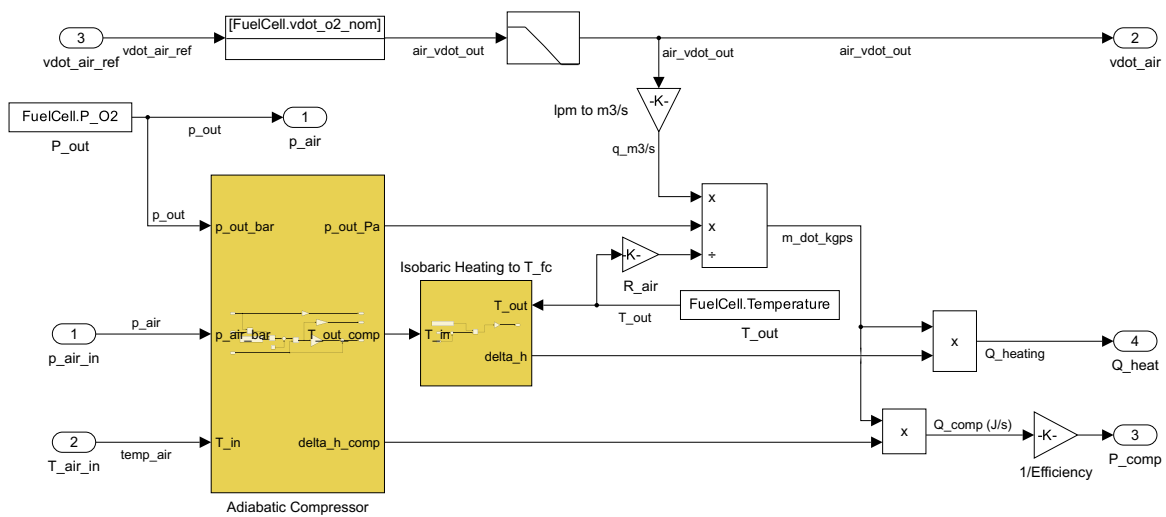 [FuelCell.vdot_o2_nom]
3
vdot_air_ref
vdot_air_ref
air_vdot_out
air_vdot_out
air_vdot_out
2
vdot_air
FuelCell.P_O2
P_out
p_out
1
p_air
lpm to m3/s
-K-
q_m3/s
p_out
p_out_bar
p_out_Pa
x
x
÷
m_dot_kgps
-K-
R_air
Isobaric Heating to T_fc
T_out
T_out
FuelCell.Temperature
T_out
1
p_air_in
p_air
p_air_bar
T_out_comp
T_in
delta_h
x
Q_heating
4
Q_heat
2
T_air_in
temp_air
T_in
delta_h_comp
x
Q_comp (J/s)
-K-
1/Efficiency
3
P_comp
Adiabatic Compressor